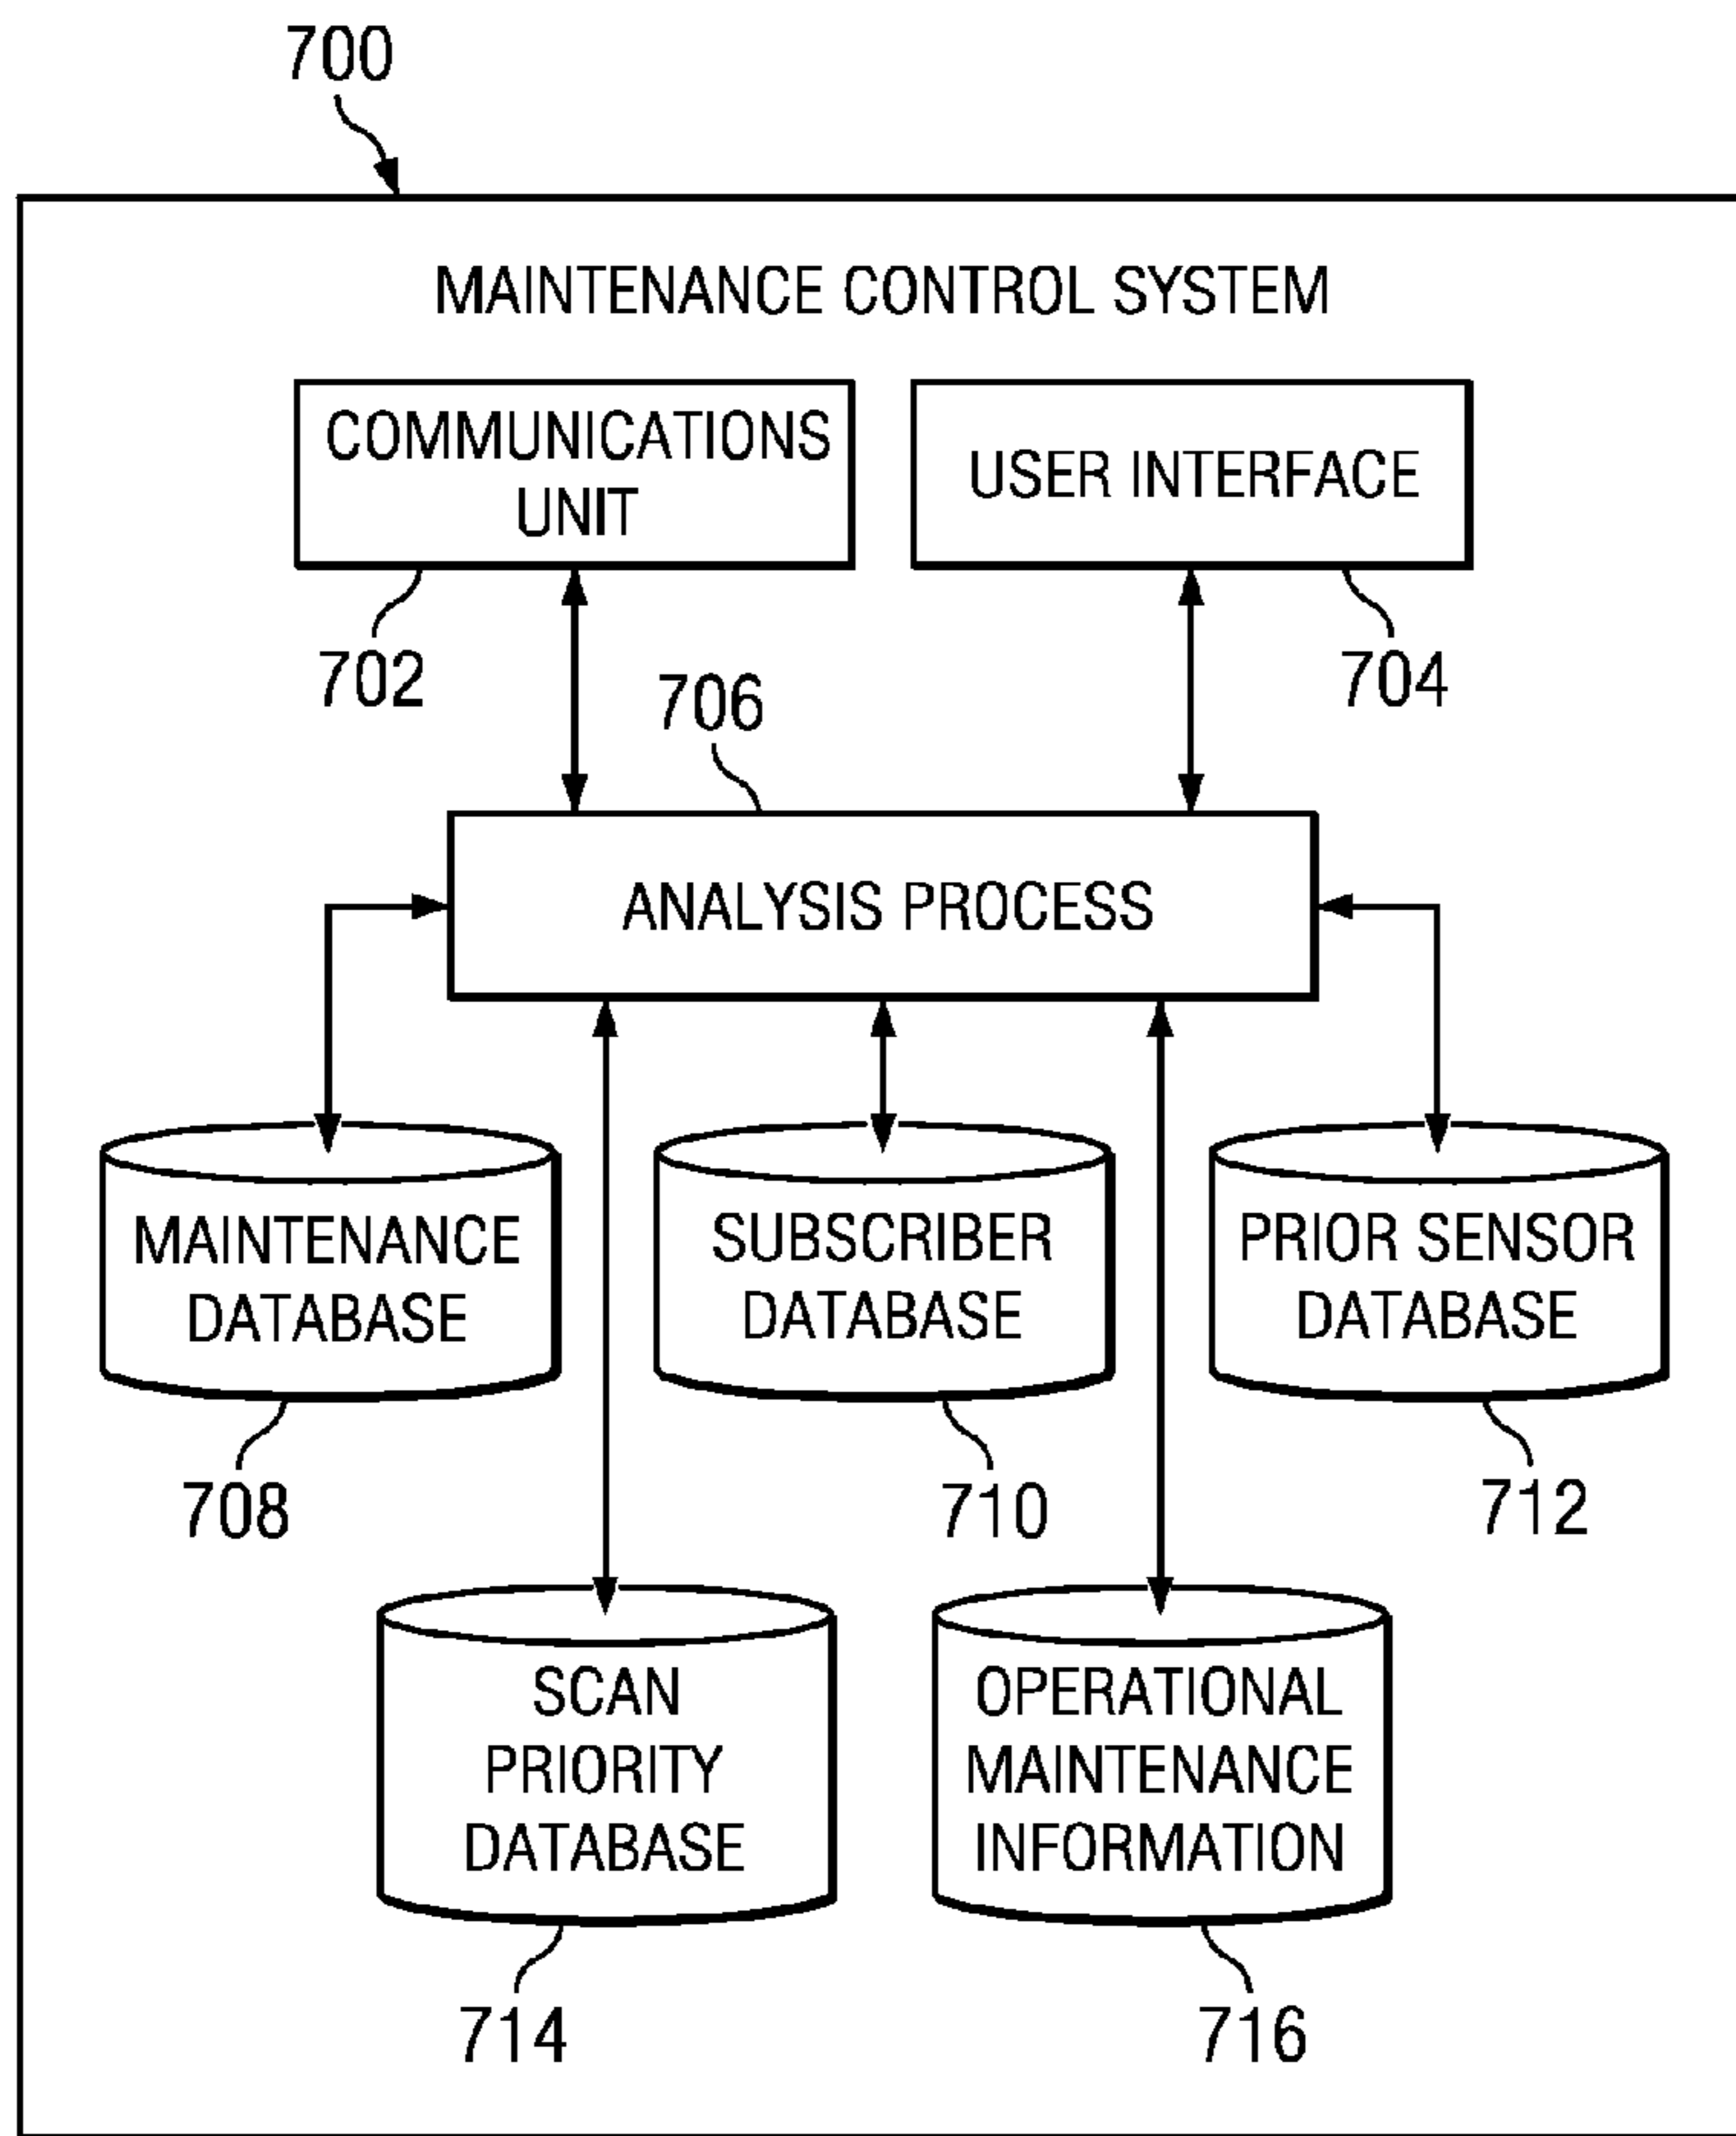 700
MAINTENANCE CONTROL SYSTEM
COMMUNICATIONS
UNIT
USER INTERFACE
702
704
706
ANALYSIS PROCESS
MAINTENANCE
DATABASE
SUBSCRIBER
DATABASE
PRIOR SENSOR
DATABASE
708
710
712
SCAN
PRIORITY
DATABASE
OPERATIONAL
MAINTENANCE
INFORMATION
714
716